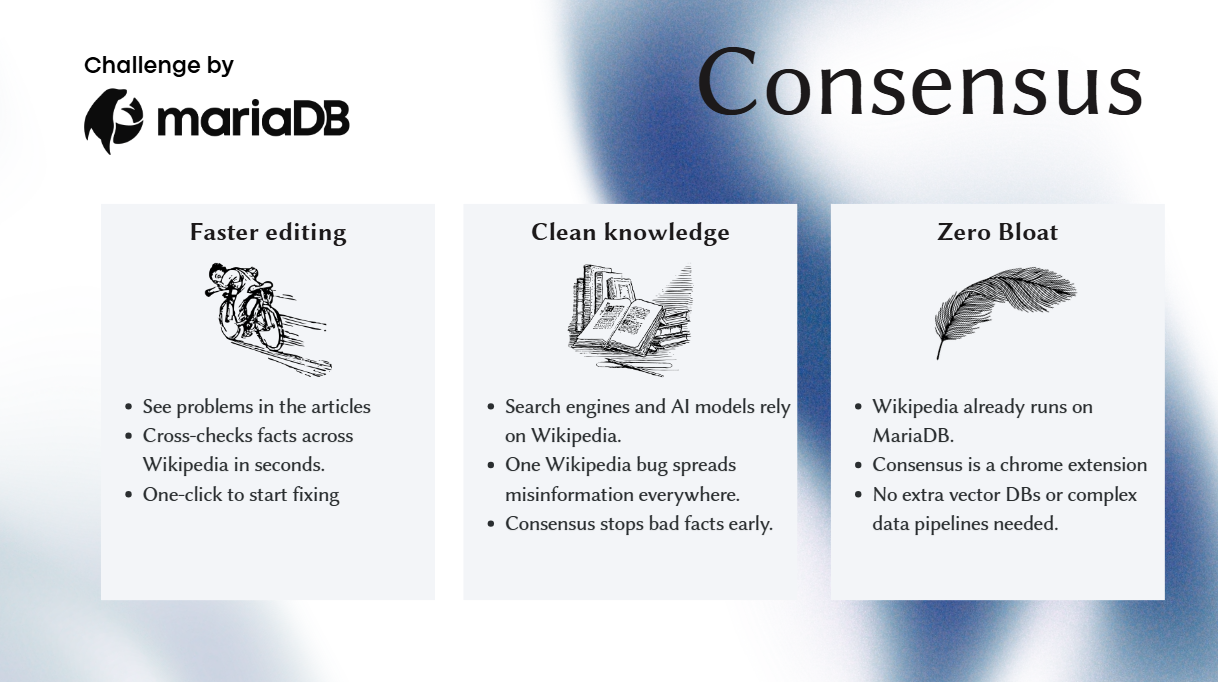 Challenge by
mariaDB
Consensus
Faster editing
• See problems in the articles
• Cross-checks facts across
Wikipedia in seconds.
• One-click to start fixing
Clean knowledge
• Search engines and AI models rely
on Wikipedia.
• One Wikipedia bug spreads
misinformation everywhere.
• Consensus stops bad facts early.
Zero Bloat
• Wikipedia already runs on
MariaDB.
• Consensus is a chrome extension
• No extra vector DBs or complex
data pipelines needed.